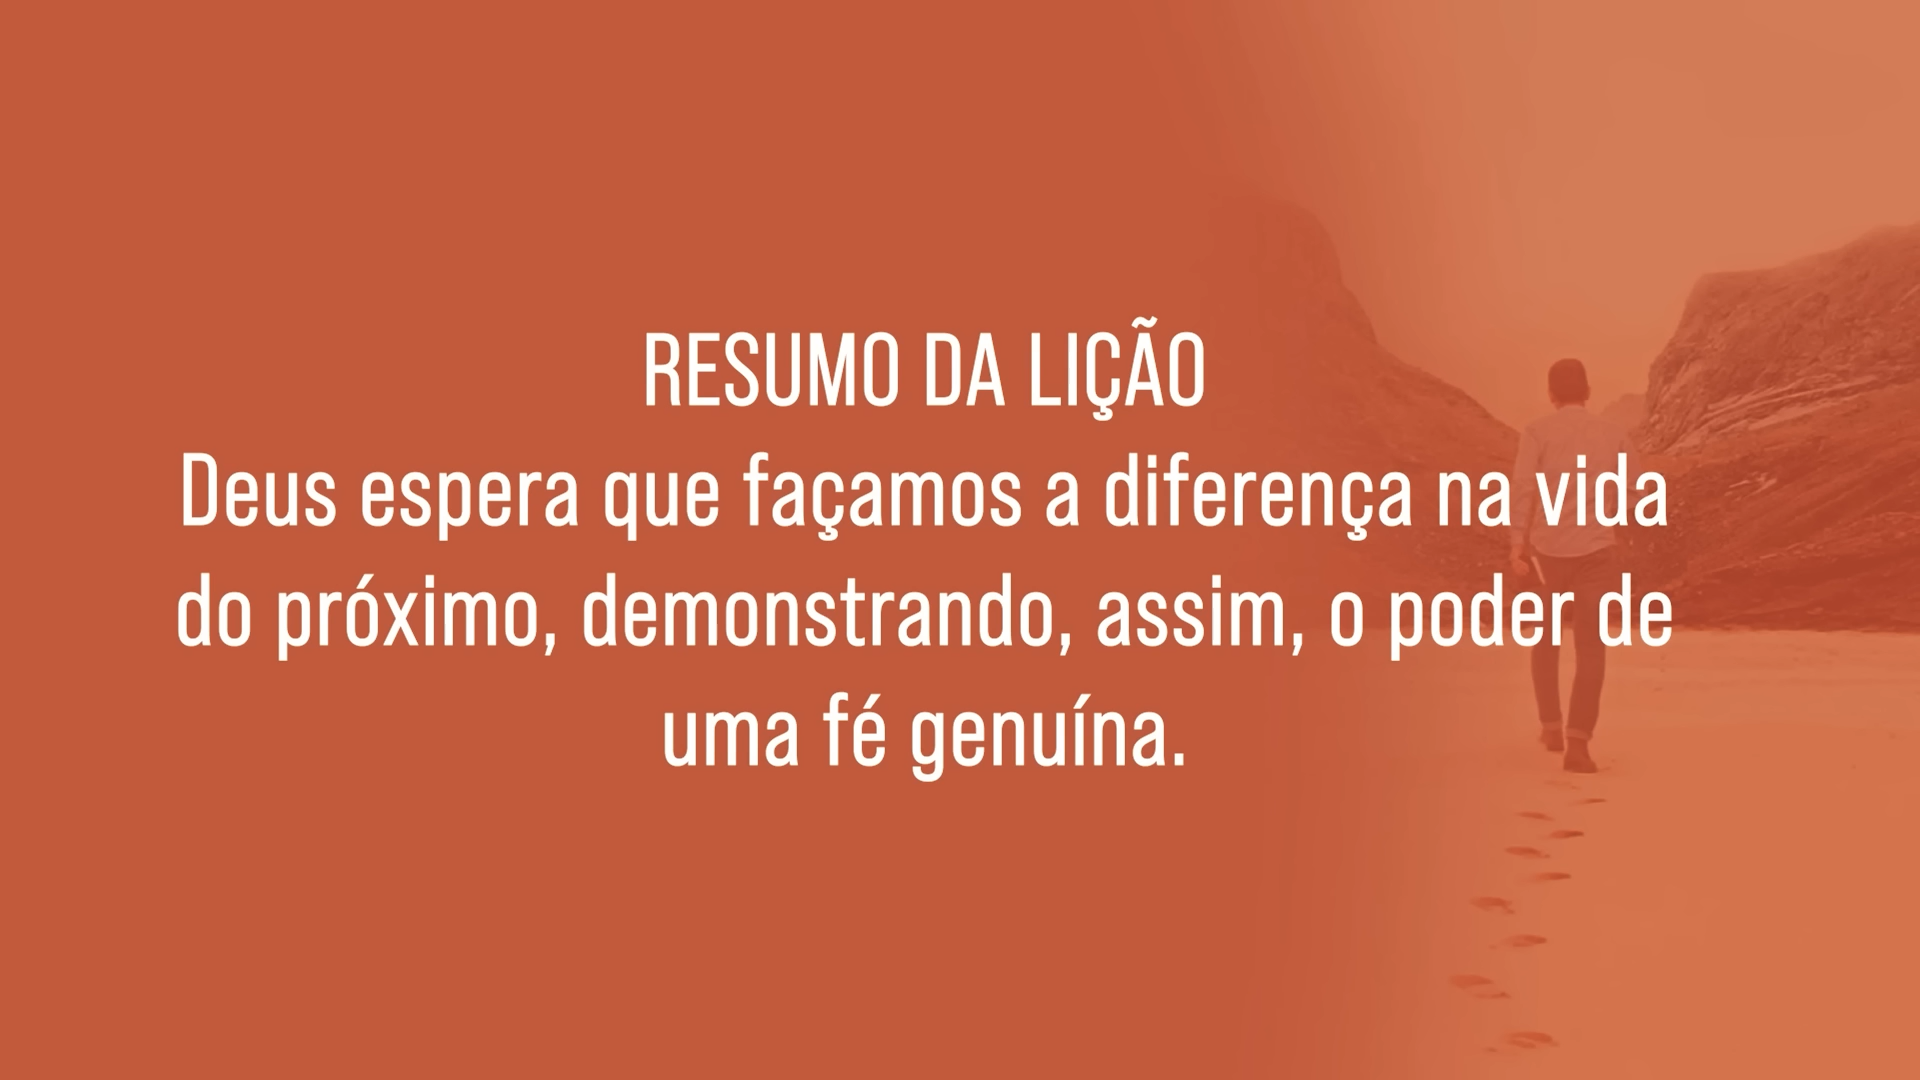 RESUMO DA LIÇÃO
Deus espera que façamos a diferença na vida
do próximo, demonstrando, assim, o poder de
uma fé genuína.